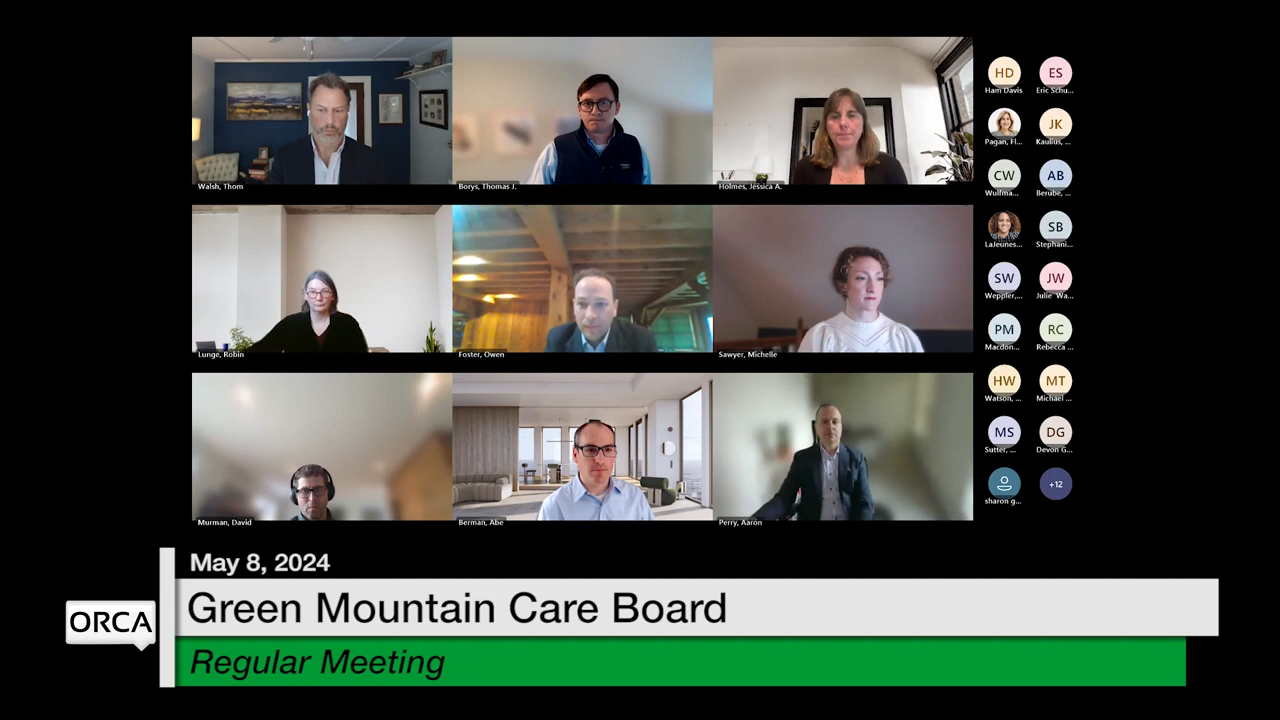 Walsh, Thom
Borys, Thomas J.
Holmes, Jessica A.
Lunge, Robin
Foster, Owen
Sawyer, Michelle
Murman, David
Berman, Abe
Perry, Aaron
HD
ES
Ham Davis
Eric Schu...
JK
Pagan, Fl...
Kaulius, ...
CW
AB
Wulfma...
Berube, ...
SB
LaJeunes...
Stephani...
SW
JW
Weppler,...
Julie Wa...
PM
RC
Macdon...
Rebecca ...
HW
MT
Watson, ...
Michael ...
MS
DG
Sutter, ...
Devon G...
+12
sharon g...
May 8, 2024
ORCA
Green Mountain Care Board
Regular Meeting